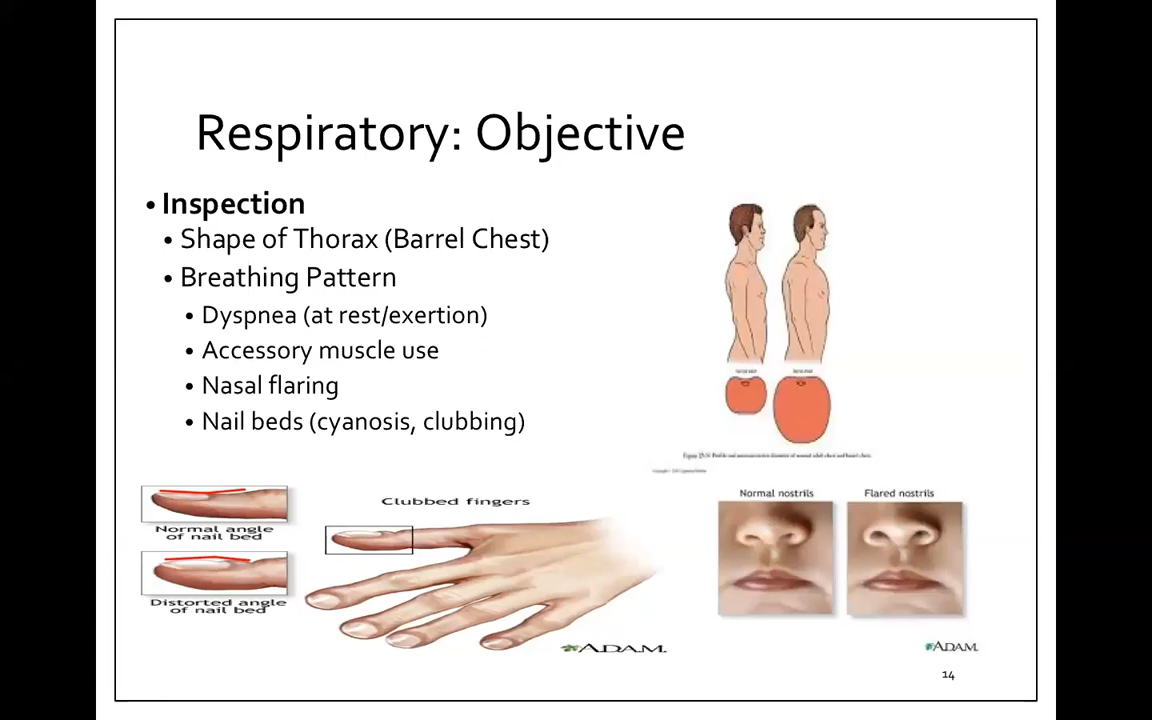 Respiratory: Objective
• Inspection
• Shape of Thorax (Barrel Chest)
• Breathing Pattern
• Dyspnea (at rest/exertion)
• Accessory muscle use
• Nasal flaring
• Nail beds (cyanosis, clubbing)
Normal angle
of nail bed
Distorted angle
of nail bed
Clubbed fingers
A.D.A.M.
Normal nostrils
Flared nostrils
A.D.A.M.
14